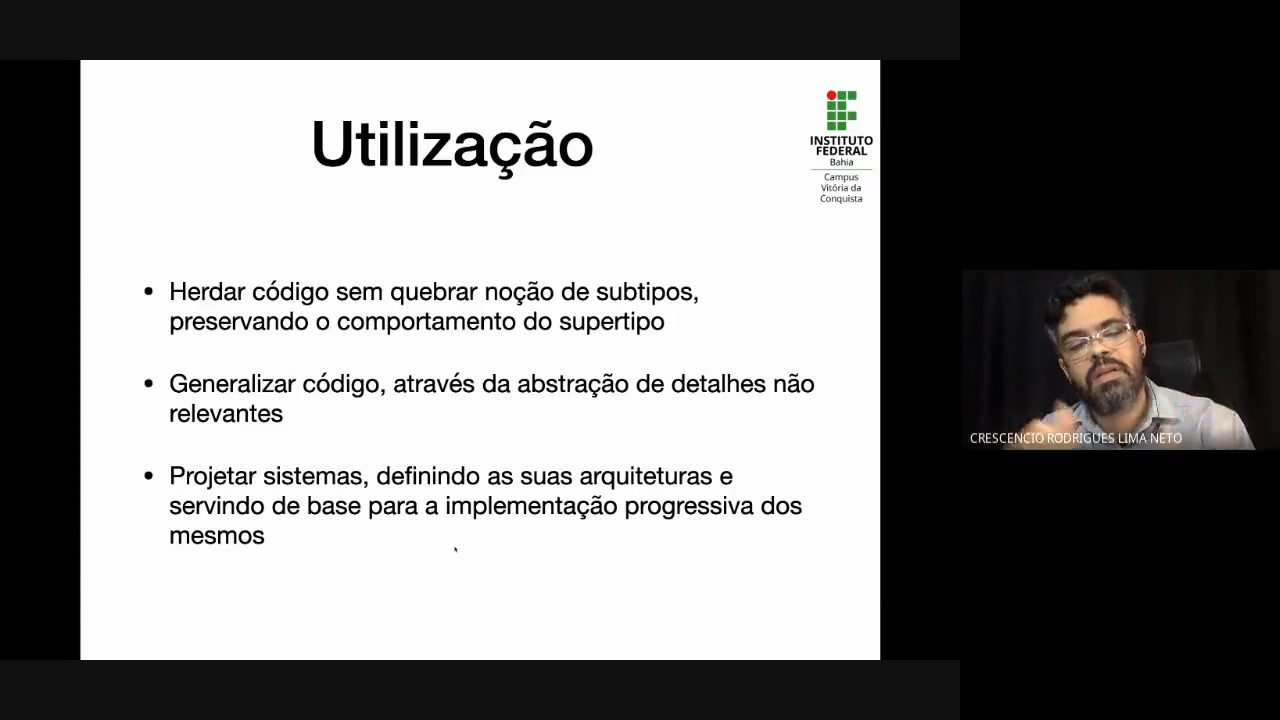 Utilização
INSTITUTO
FEDERAL
Bahia
Campus
Vitória da
Conquista
• Herdar código sem quebrar noção de subtipos,
preservando o comportamento do supertipo
• Generalizar código, através da abstração de detalhes não
relevantes
• Projetar sistemas, definindo as suas arquiteturas e
servindo de base para a implementação progressiva dos
mesmos
CRESCENCIO RODRIGUES LIMA NETO